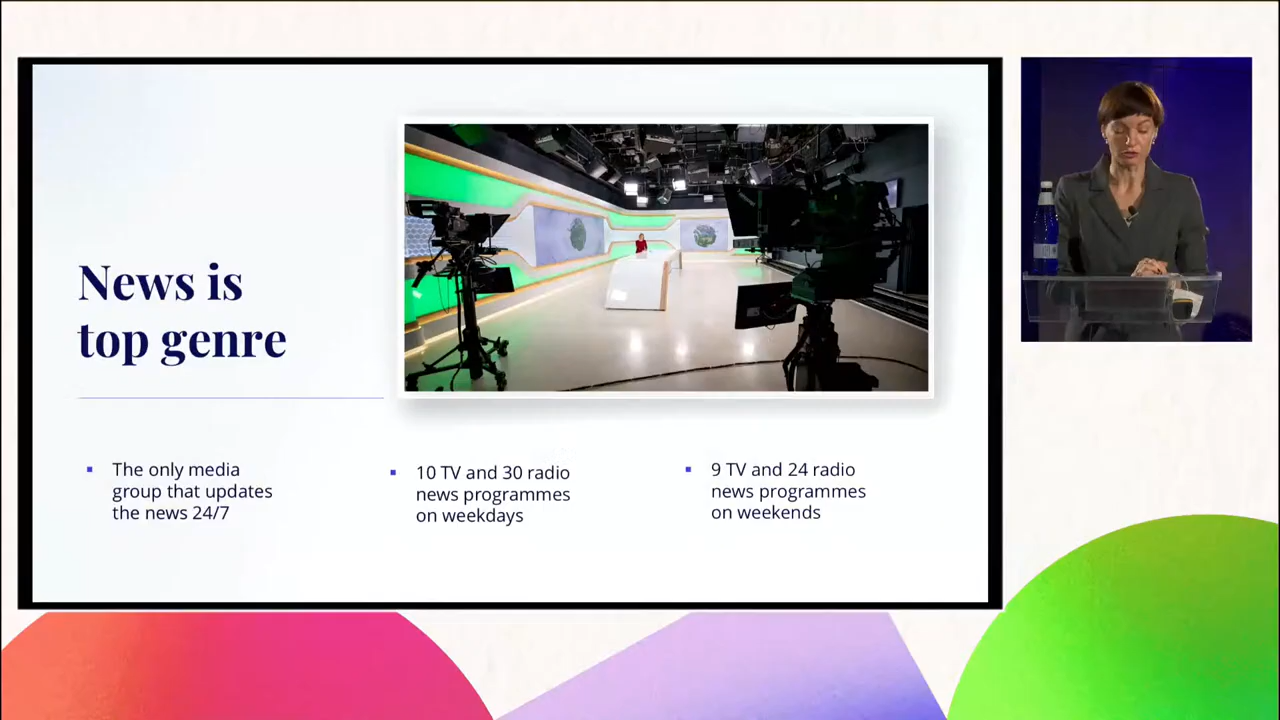 News is
top genre
The only media
group that updates
the news 24/7
10 TV and 30 radio
news programmes
on weekdays
9 TV and 24 radio
news programmes
on weekends